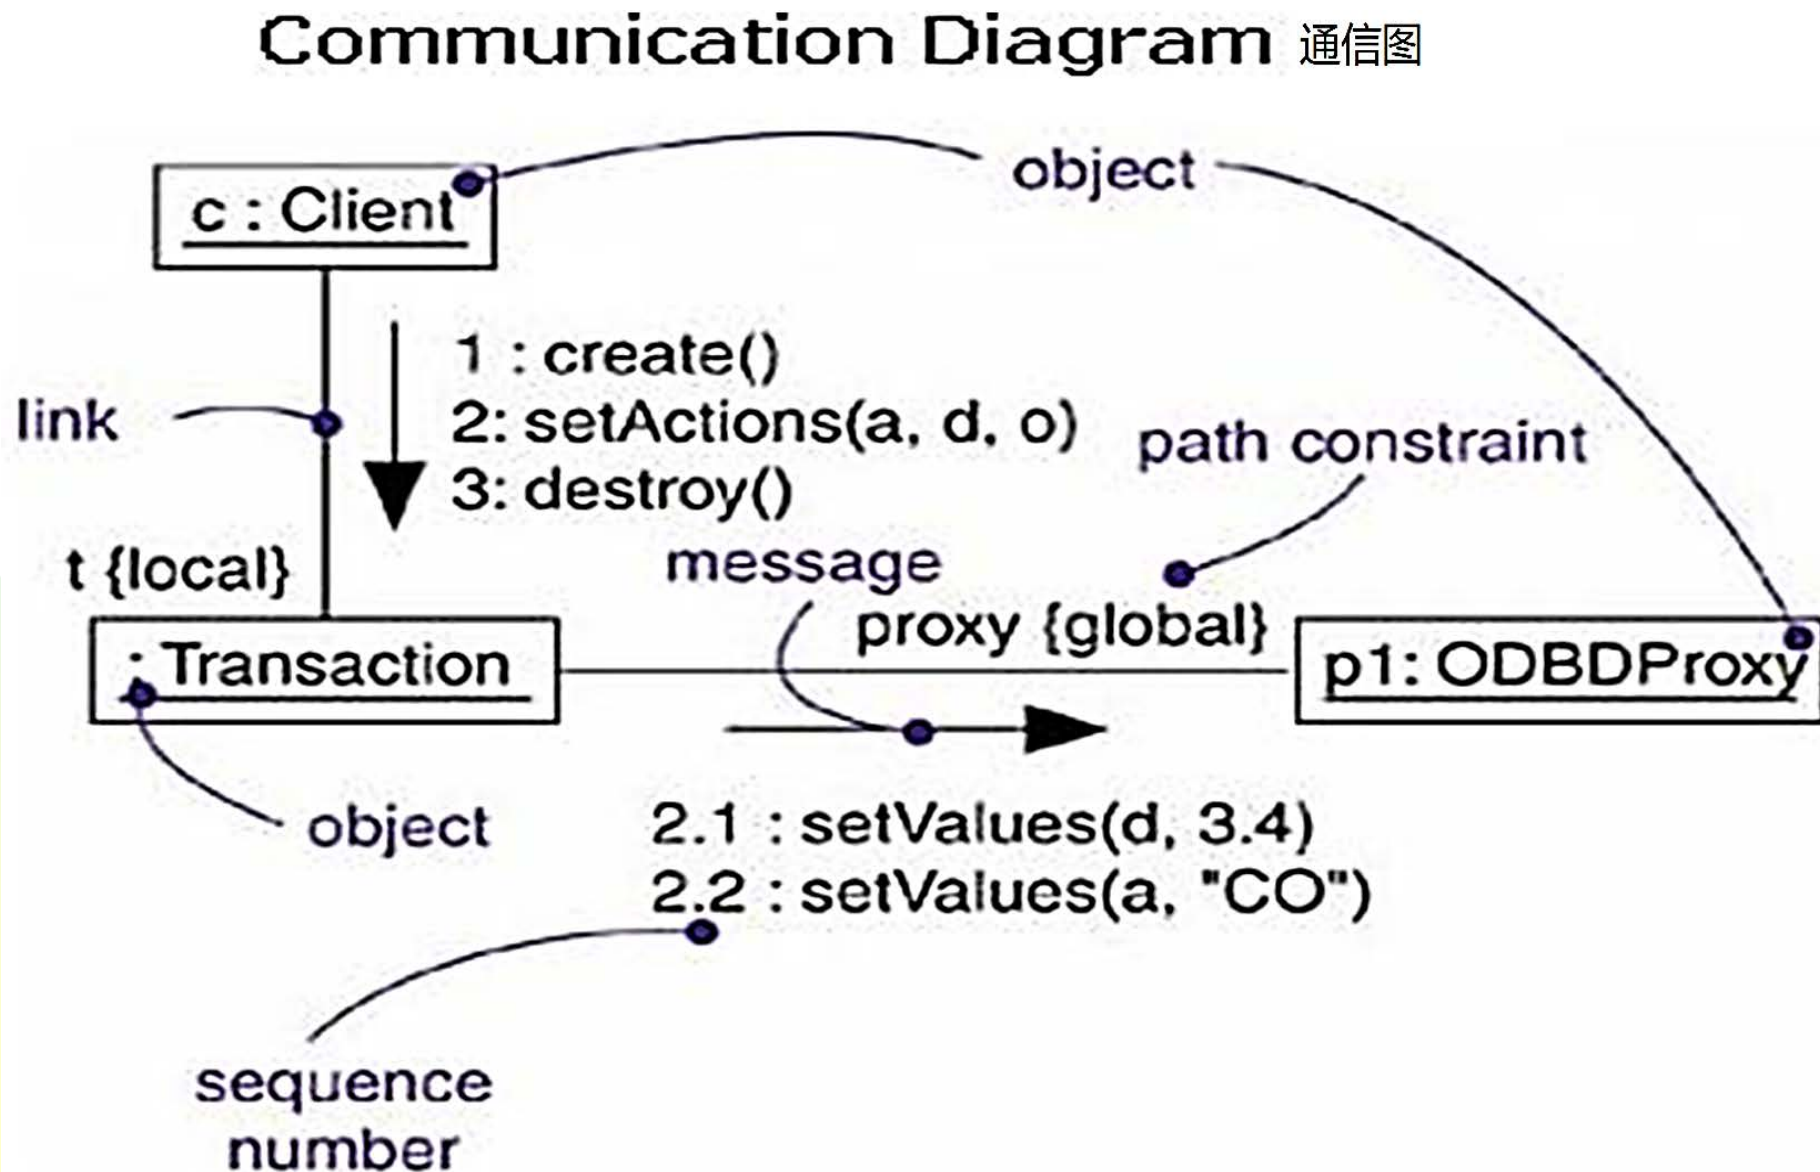 Communication Diagram 通信图
object
c : Client
1 : create()
2: setActions(a, d, o)
3: destroy()
link
path constraint
t {local}
message
proxy {global}
: Transaction
p1: ODBDProxy
object
2.1 : setValues(d, 3.4)
2.2 : setValues(a, "CO")
sequence
number